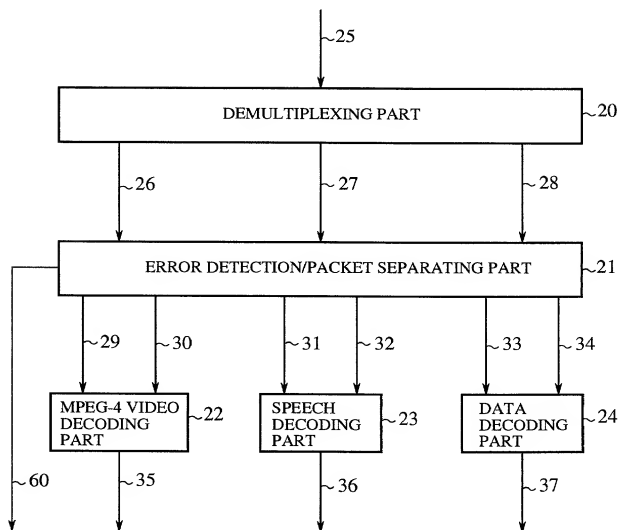 25
DEMULTIPLEXING PART
20
26
27
28
ERROR DETECTION/PACKET SEPARATING PART
21
29
30
31
32
33
34
MPEG-4 VIDEO
DECODING
PART
22
SPEECH
DECODING
PART
23
DATA
DECODING
PART
24
60
35
36
37